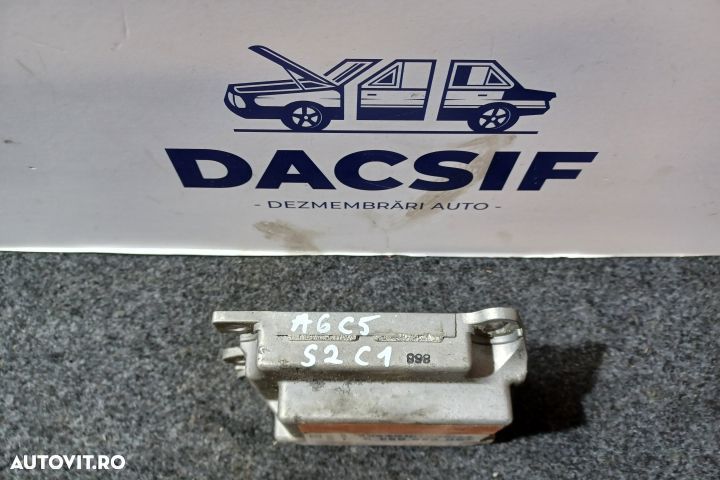 DACSIF
- DEZMEMBRĂRI AUTO -
A6C5
S2C1 898
AUTOVIT.RO